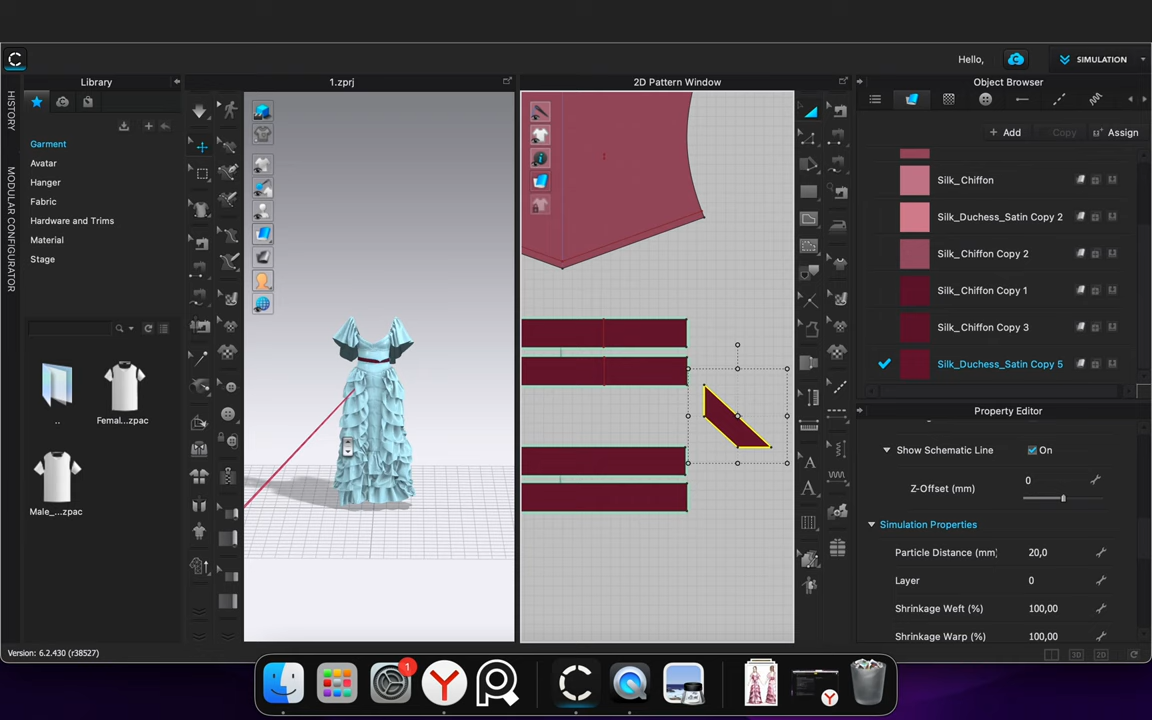 Hello,
SIMULATION
Library
1.zprj
2D Pattern Window
Object Browser
HISTORY
MODULAR CONFIGURATOR
Garment
Avatar
Hanger
Fabric
Hardware and Trims
Material
Stage
..
Femal...zpac
Male_...zpac
Add
Copy
Assign
Silk_ Chiffon
Silk_Duchess_Satin Copy 2
Silk_Chiffon Copy 2
Silk_Chiffon Copy 1
Silk_Chiffon Copy 3
Silk_Duchess_Satin Copy 5
Property Editor
Show Schematic Line
On
Z-Offset (mm)
0
Simulation Properties
Particle Distance (mm)
20,0
Layer
0
Shrinkage Weft (%)
100,00
Shrinkage Warp (%)
100,00
Version: 6.2.430 (r38527)
3D
2D
1